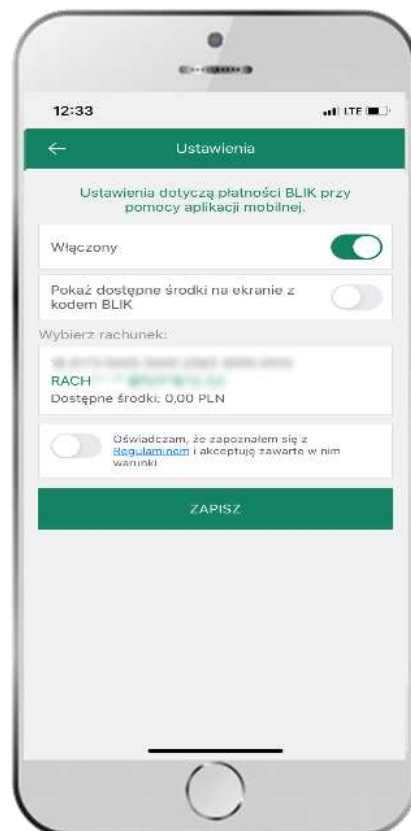 12:33
LTE
Ustawienia
Ustawienia dotyczą płatności BLIK przy
pomocy aplikacji mobilnej.
Włączony
Pokaż dostępne środki na ekranie z
kodem BLIK
Wybierz rachunek:
RACH
Dostępne środki: 0,00 PLN
Oświadczam, że zapoznałem się z
Regulaminem i akceptuję zawarte w nim
warunki
ZAPISZ